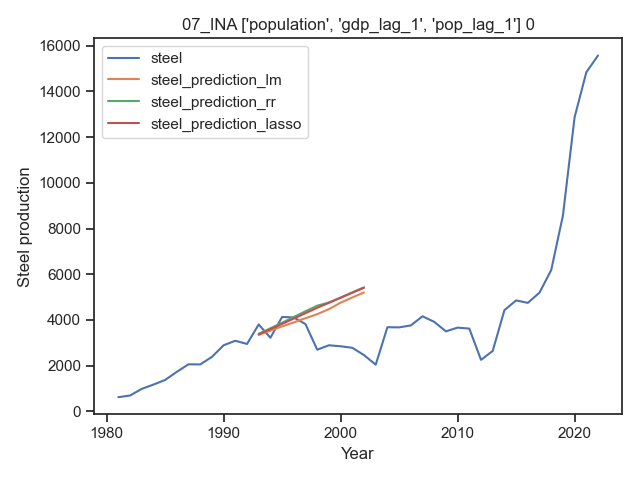 07_INA ['population', 'gdp_lag_1', 'pop_lag_1'] 0
steel
steel_prediction_lm
steel_prediction_rr
steel_prediction_lasso
Steel production
16000
14000
12000
10000
8000
6000
4000
2000
0
1980
1990
2000
2010
2020
Year